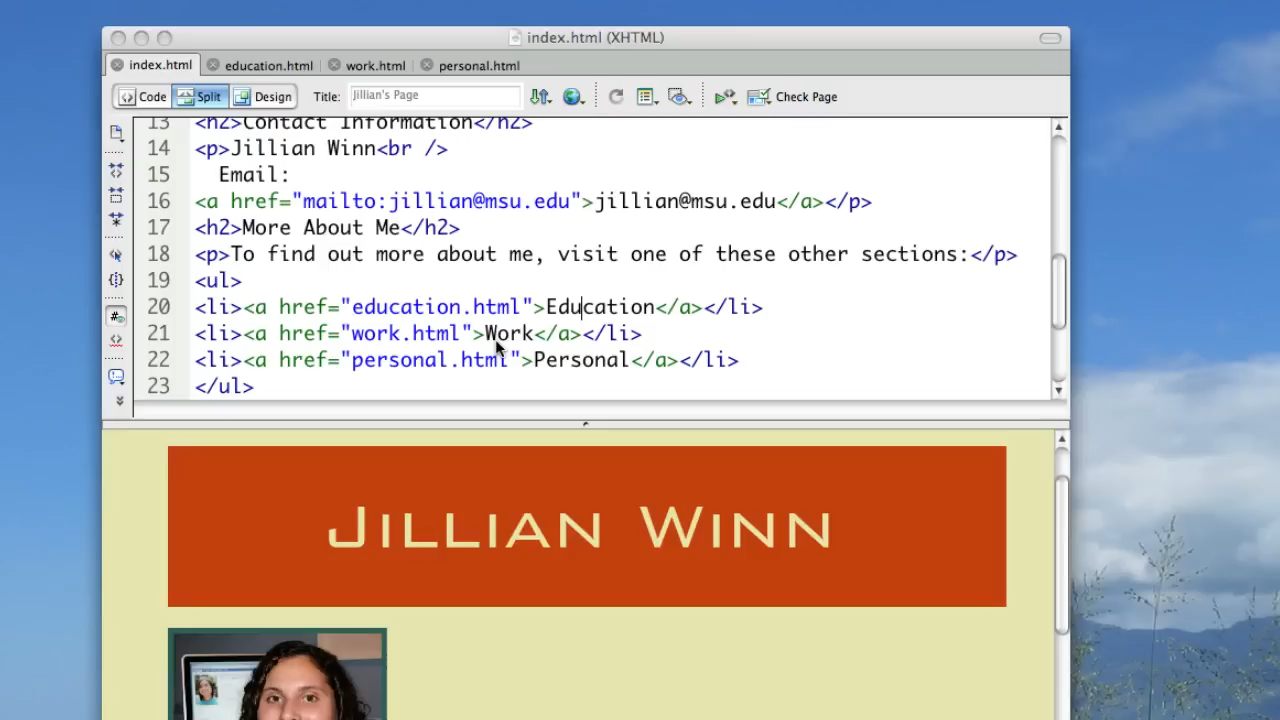 index.html (XHTML)
index.html education.html work.html personal.html
Code Split Design Title: Jillian's Page Check Page
13 <h2>Contact Information</h2>
14 <p>Jillian Winn<br />
15 Email:
16 <a href="mailto:jillian@msu.edu">jillian@msu.edu</a></p>
17 <h2>More About Me</h2>
18 <p>To find out more about me, visit one of these other sections:</p>
19 <ul>
20 <li><a href="education.html">Education</a></li>
21 <li><a href="work.html">Work</a></li>
22 <li><a href="personal.html">Personal</a></li>
23 </ul>
Jillian Winn